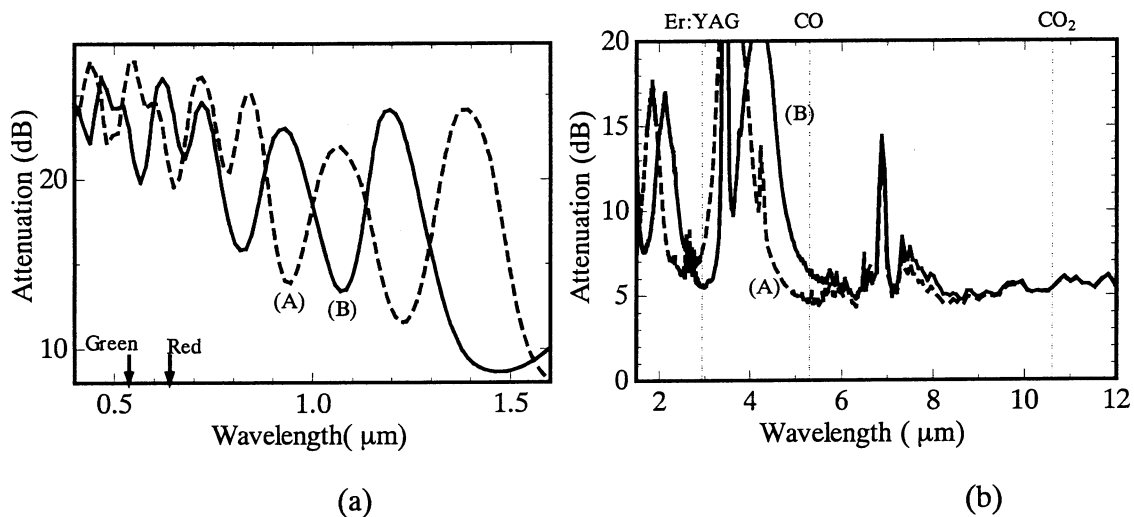 Attenuation (dB)
20
10
(A)
(B)
Green
Red
0.5
1.0
1.5
Wavelength( μm)
(a)
Er:YAG
CO
CO₂
Attenuation (dB)
20
15
10
5
0
(B)
(A)
2
4
6
8
10
12
Wavelength ( μm)
(b)